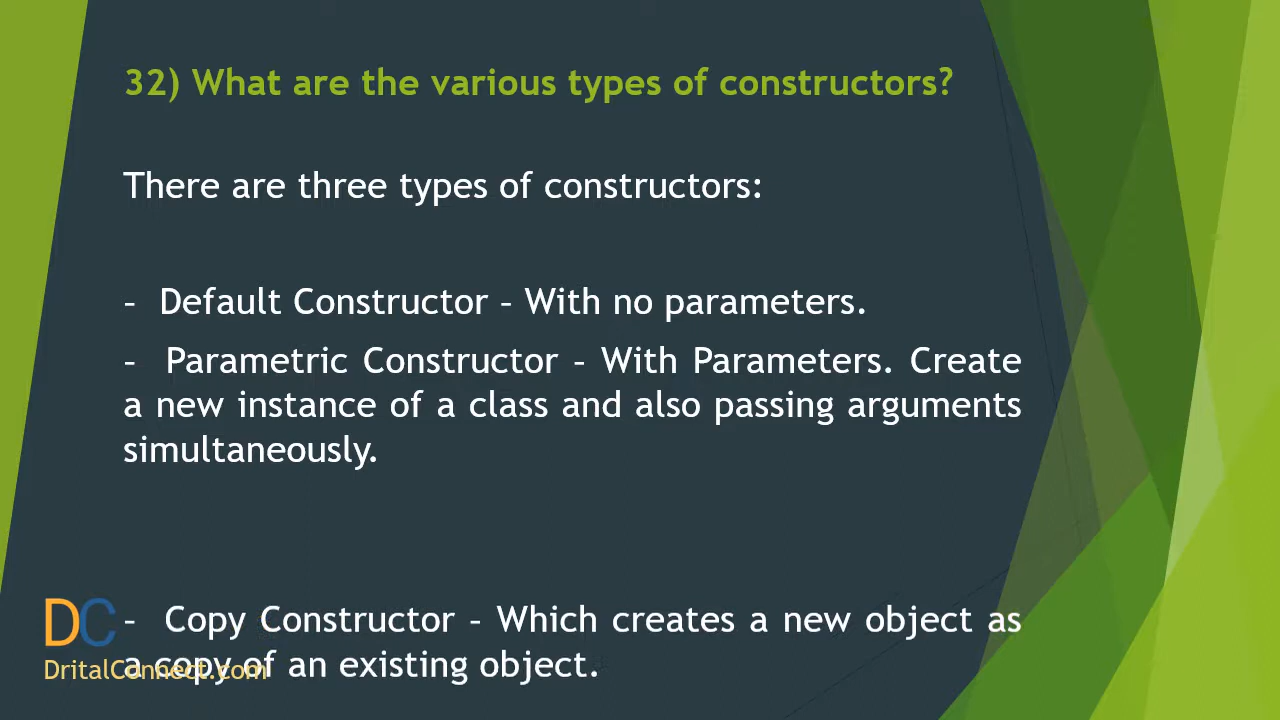 32) What are the various types of constructors?
There are three types of constructors:
– Default Constructor – With no parameters.
– Parametric Constructor – With Parameters. Create
a new instance of a class and also passing arguments
simultaneously.
– Copy Constructor – Which creates a new object as
a copy of an existing object.
DC
DritalConnect.com